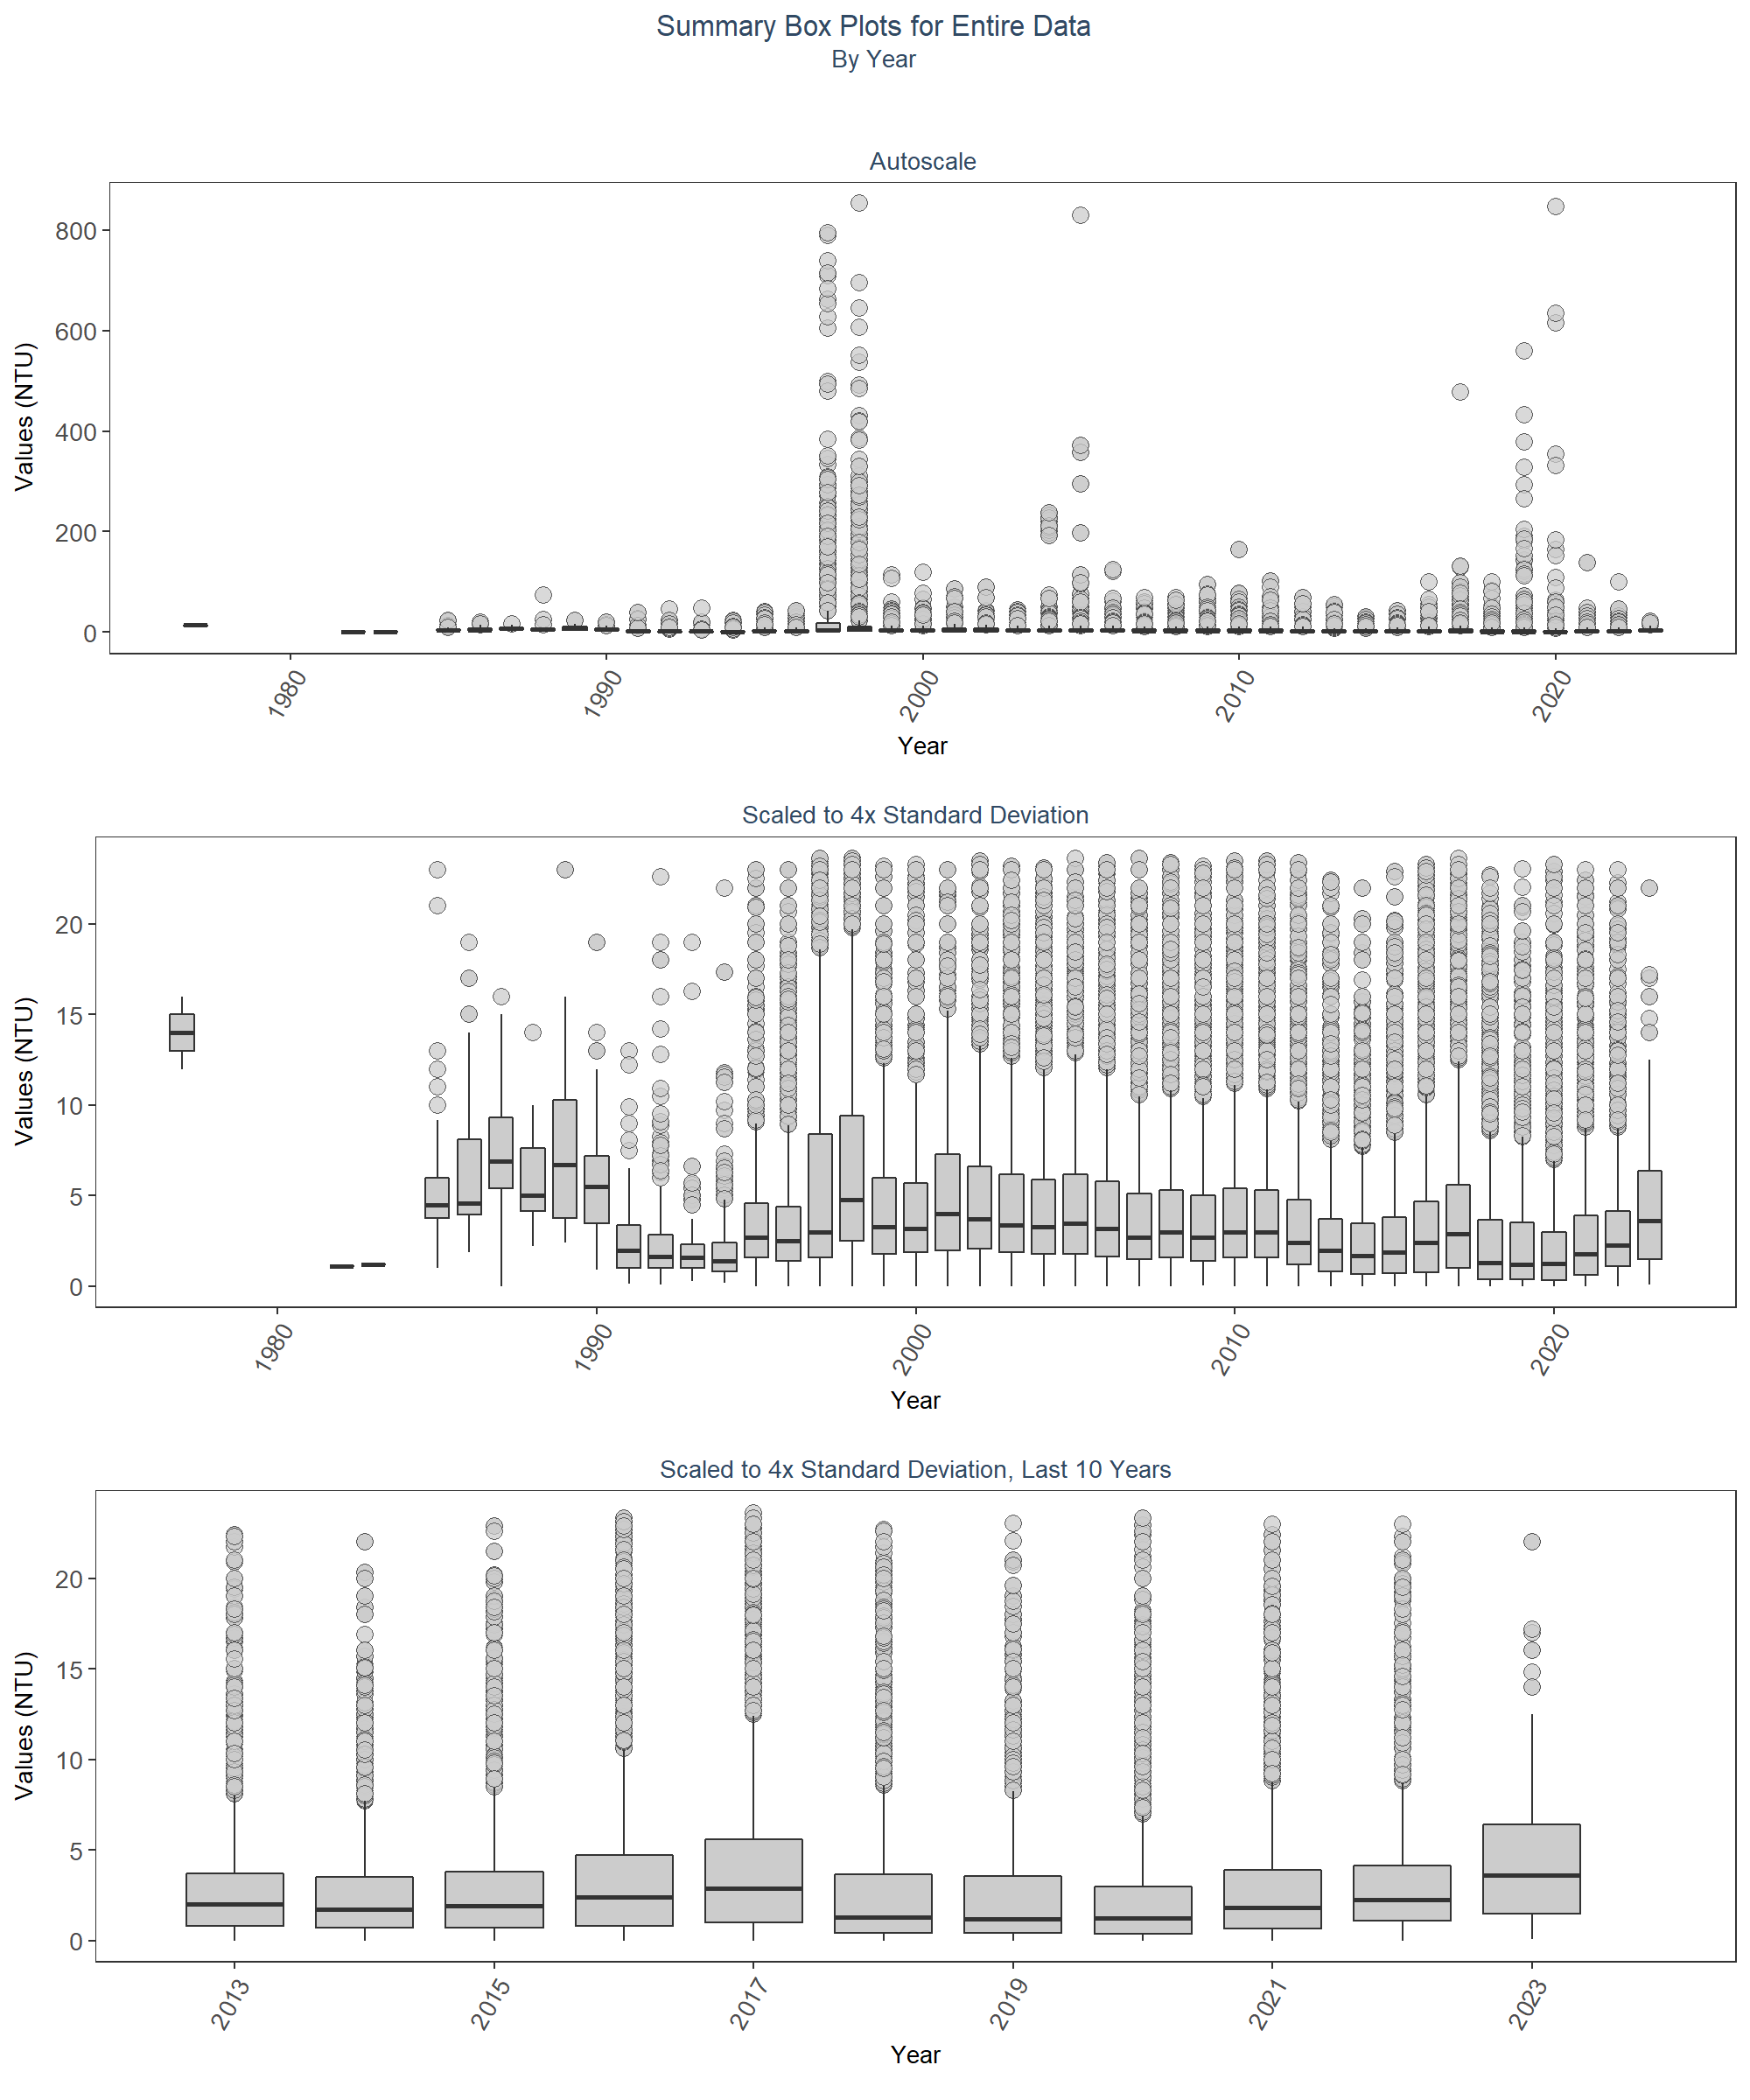 Summary Box Plots for Entire Data
By Year
Autoscale
Values (NTU)
800
600
400
200
0
1980
1990
2000
2010
2020
Year
Scaled to 4x Standard Deviation
Values (NTU)
20
15
10
5
0
1980
1990
2000
2010
2020
Year
Scaled to 4x Standard Deviation, Last 10 Years
Values (NTU)
20
15
10
5
0
2013
2015
2017
2019
2021
2023
Year